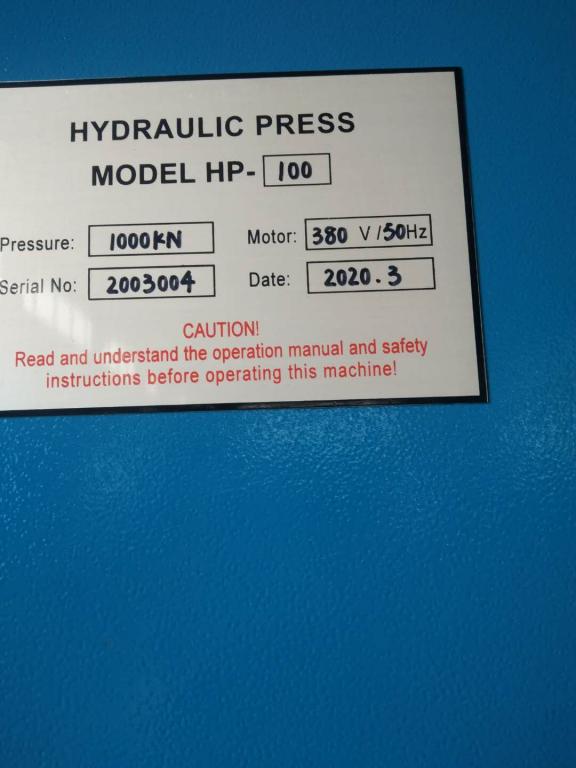 HYDRAULIC PRESS
MODEL HP-100
Pressure: 1000KN Motor: 380 V/50Hz
Serial No: 2003004 Date: 2020.3
CAUTION!
Read and understand the operation manual and safety
instructions before operating this machine!